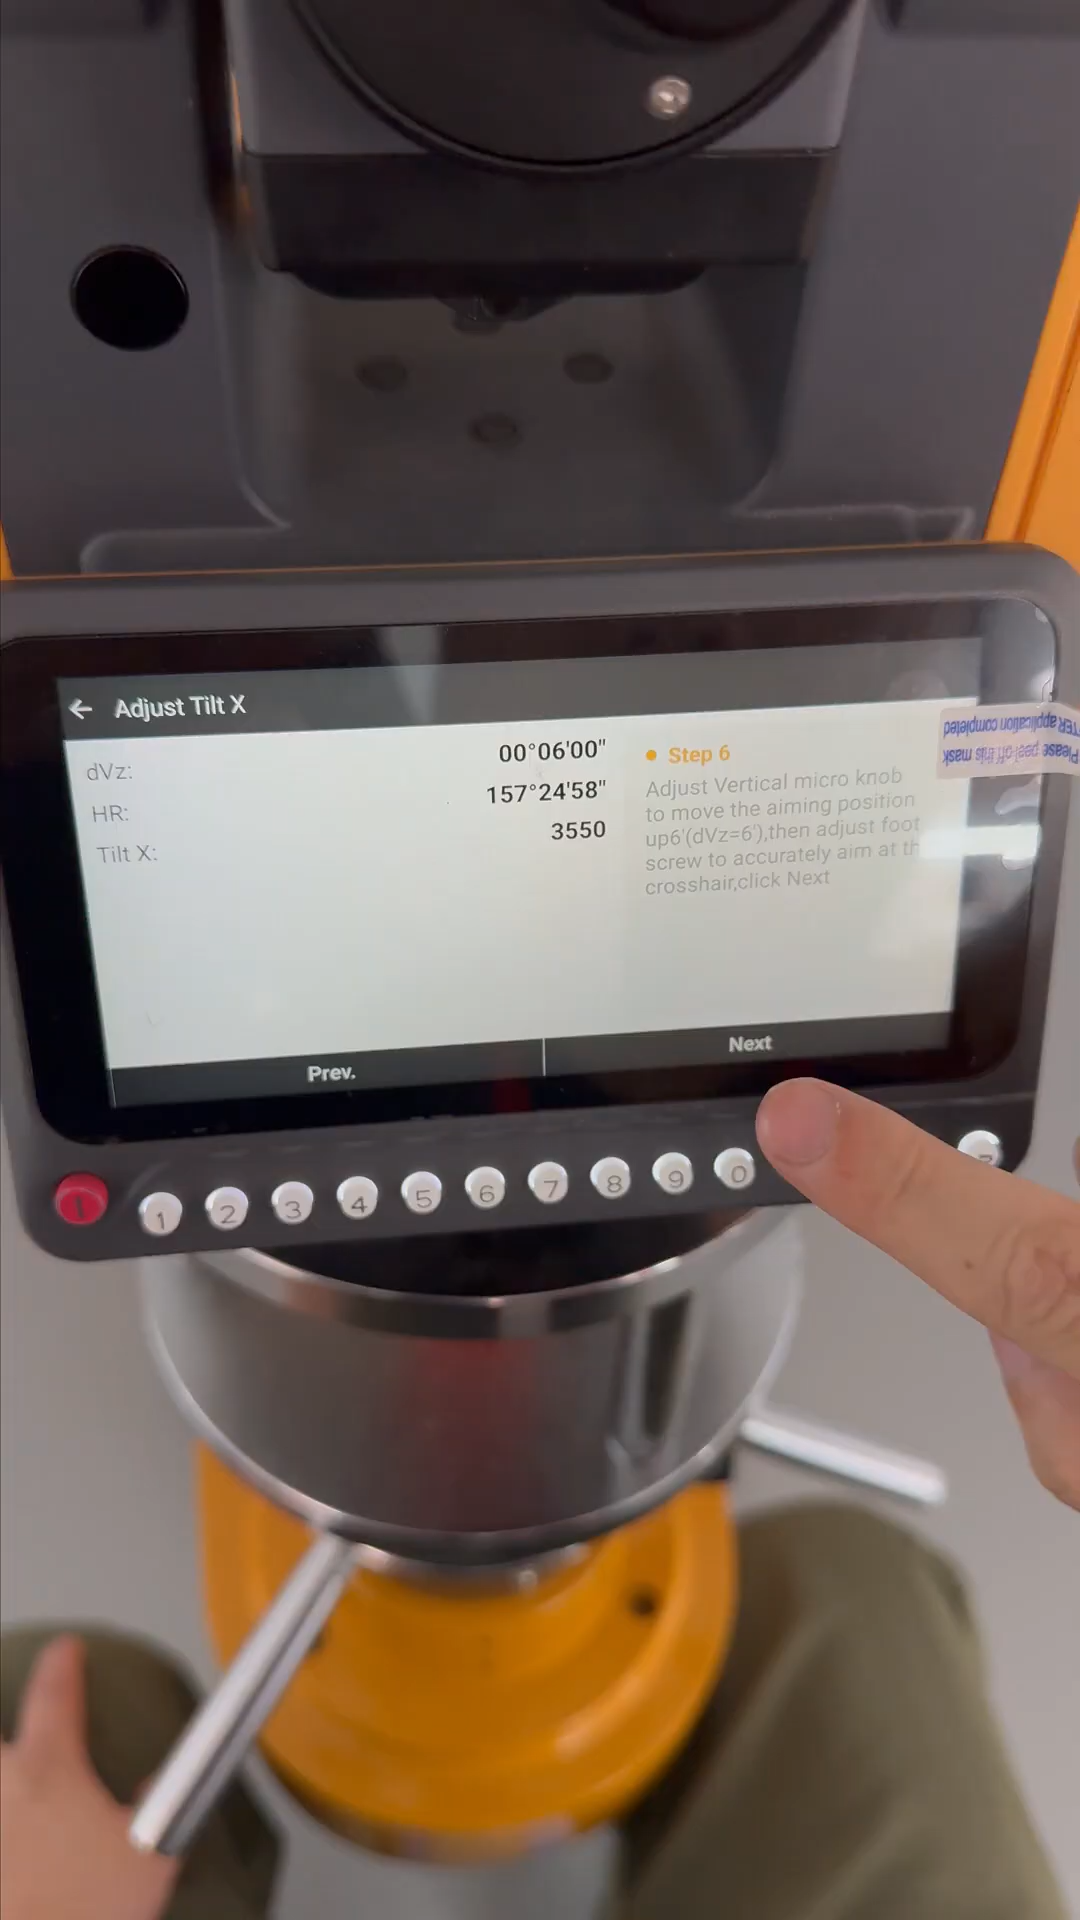 Adjust Tilt X
dVz:
00°06'00"
HR:
157°24'58"
Tilt X:
3550
Step 6
Adjust Vertical micro knob
to move the aiming position
up6'(dVz=6'),then adjust foot
screw to accurately aim at th
crosshair,click Next
Prev.
Next
Please peel off this mask
TER application completed
1 2 3 4 5 6 7 8 9 0